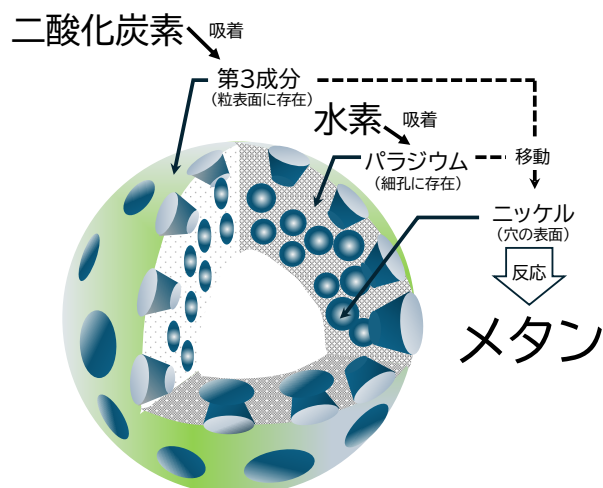 二酸化炭素
吸着
第3成分
(粒表面に存在)
水素
吸着
パラジウム
(細孔に存在)
移動
ニッケル
(穴の表面)
反応
メタン